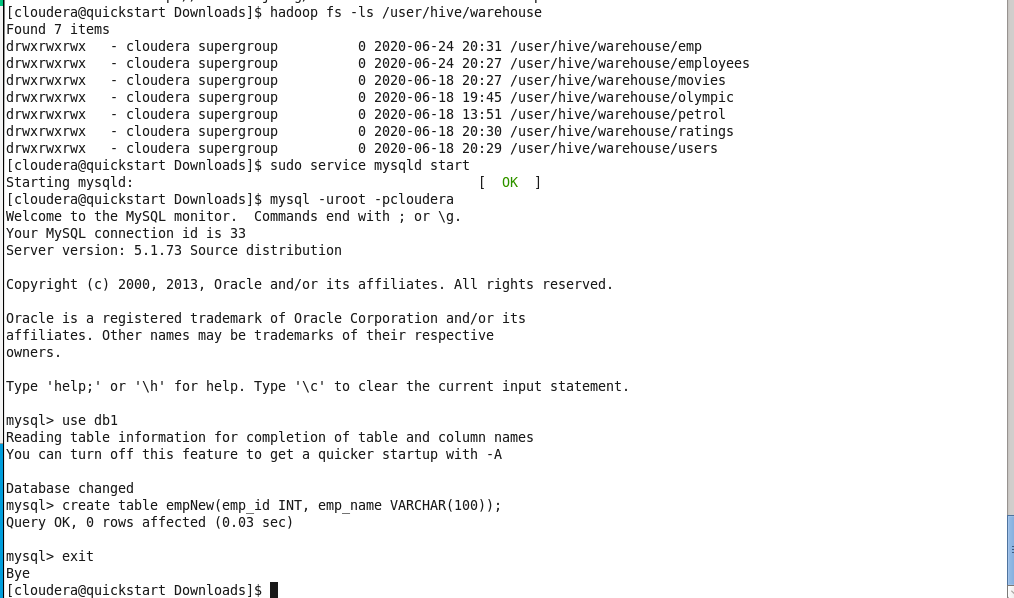 [cloudera@quickstart Downloads]$ hadoop fs -ls /user/hive/warehouse
Found 7 items
drwxrwxrwx   - cloudera supergroup          0 2020-06-24 20:31 /user/hive/warehouse/emp
drwxrwxrwx   - cloudera supergroup          0 2020-06-24 20:27 /user/hive/warehouse/employees
drwxrwxrwx   - cloudera supergroup          0 2020-06-18 20:27 /user/hive/warehouse/movies
drwxrwxrwx   - cloudera supergroup          0 2020-06-18 19:45 /user/hive/warehouse/olympic
drwxrwxrwx   - cloudera supergroup          0 2020-06-18 13:51 /user/hive/warehouse/petrol
drwxrwxrwx   - cloudera supergroup          0 2020-06-18 20:30 /user/hive/warehouse/ratings
drwxrwxrwx   - cloudera supergroup          0 2020-06-18 20:29 /user/hive/warehouse/users
[cloudera@quickstart Downloads]$ sudo service mysqld start
Starting mysqld:                                           [  OK  ]
[cloudera@quickstart Downloads]$ mysql -uroot -pcloudera
Welcome to the MySQL monitor.  Commands end with ; or \g.
Your MySQL connection id is 33
Server version: 5.1.73 Source distribution

Copyright (c) 2000, 2013, Oracle and/or its affiliates. All rights reserved.

Oracle is a registered trademark of Oracle Corporation and/or its
affiliates. Other names may be trademarks of their respective
owners.

Type 'help;' or '\h' for help. Type '\c' to clear the current input statement.

mysql> use db1
Reading table information for completion of table and column names
You can turn off this feature to get a quicker startup with -A

Database changed
mysql> create table empNew(emp_id INT, emp_name VARCHAR(100));
Query OK, 0 rows affected (0.03 sec)

mysql> exit
Bye
[cloudera@quickstart Downloads]$